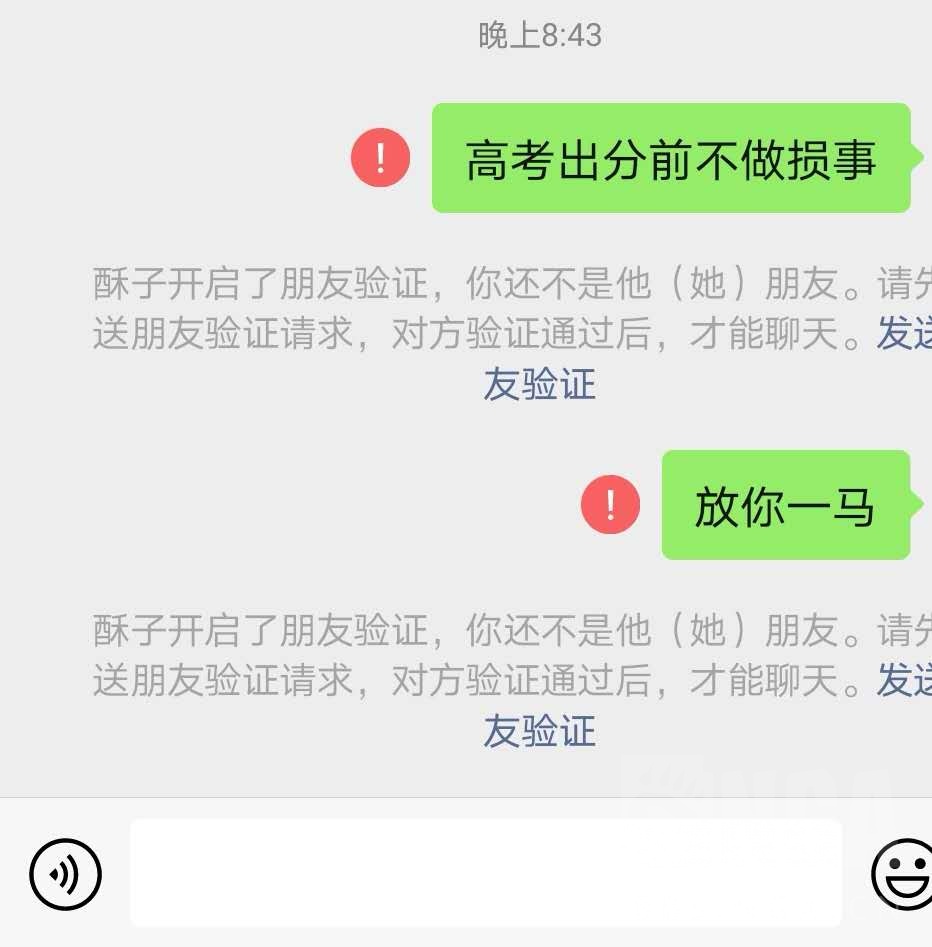 晚上8:43
高考出分前不做损事
酥子开启了朋友验证，你还不是他（她）朋友。请先
送朋友验证请求，对方验证通过后，才能聊天。发送
友验证
放你一马
酥子开启了朋友验证，你还不是他（她）朋友。请先
送朋友验证请求，对方验证通过后，才能聊天。发送
友验证